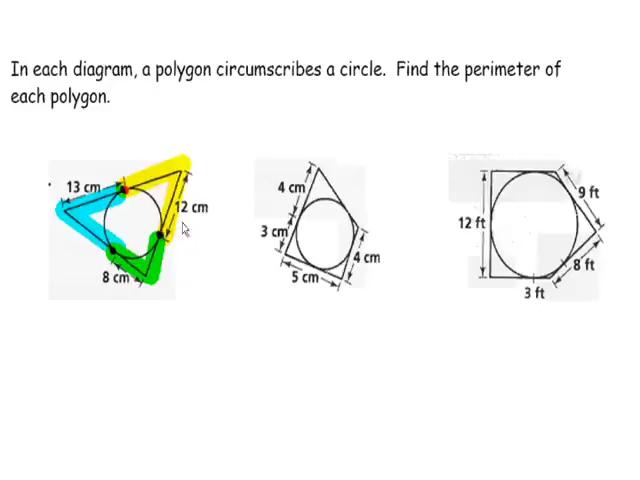 In each diagram, a polygon circumscribes a circle. Find the perimeter of
each polygon.
13 cm
12 cm
8 cm
4 cm
3 cm
4 cm
5 cm
9 ft
12 ft
8 ft
3 ft